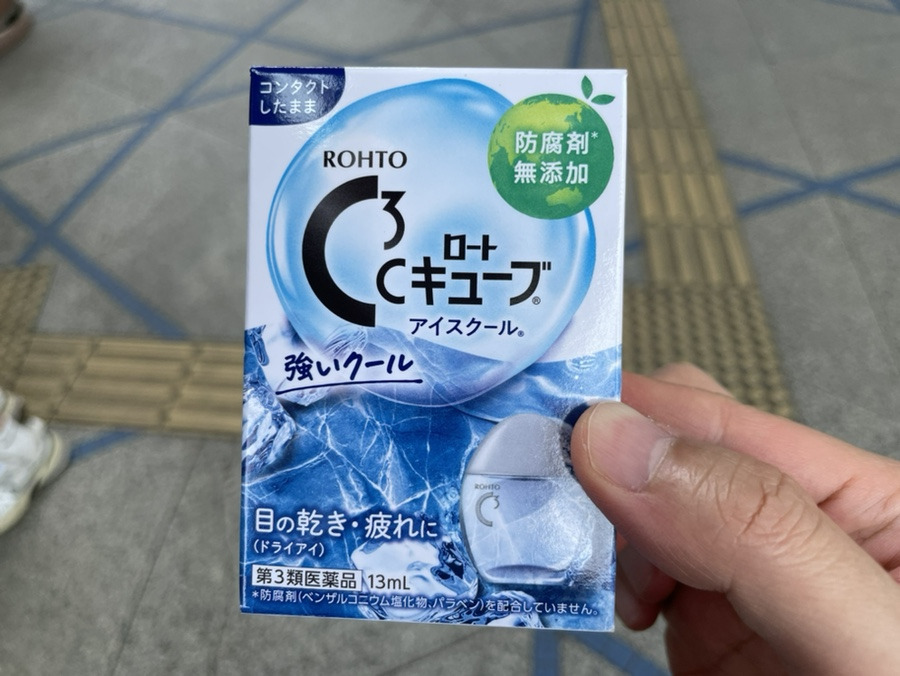 コンタクト
したまま
防腐剤*
無添加
ROHTO
C3
ロート
Cキューブ®
アイスクール®
強いクール
ROHTO
C3
目の乾き・疲れに
(ドライアイ)
第3類医薬品 13mL
*防腐剤(ベンザルコニウム塩化物、パラベン)を配合していません。